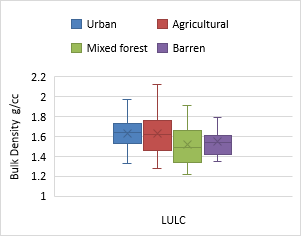 Urban Agricultural
Mixed forest Barren
2.2
2
1.8
1.6
1.4
1.2
1
Bulk Density g/cc
LULC